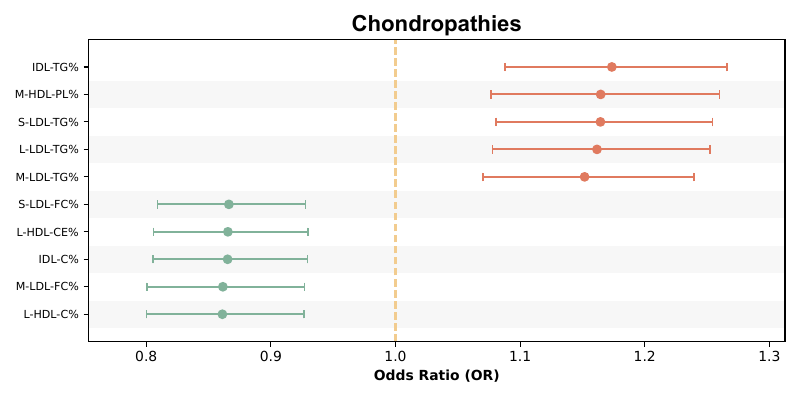 Chondropathies
IDL-TG%
M-HDL-PL%
S-LDL-TG%
L-LDL-TG%
M-LDL-TG%
S-LDL-FC%
L-HDL-CE%
IDL-C%
M-LDL-FC%
L-HDL-C%
0.8 0.9 1.0 1.1 1.2 1.3
Odds Ratio (OR)